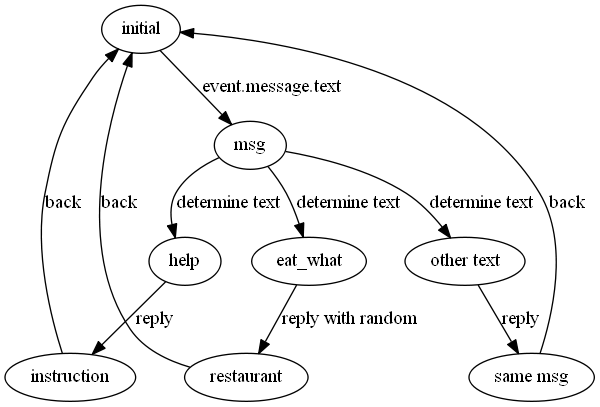 initial
event.message.text
msg
back
back
determine text
determine text
determine text
back
help
eat_what
other text
reply
reply with random
reply
instruction
restaurant
same msg